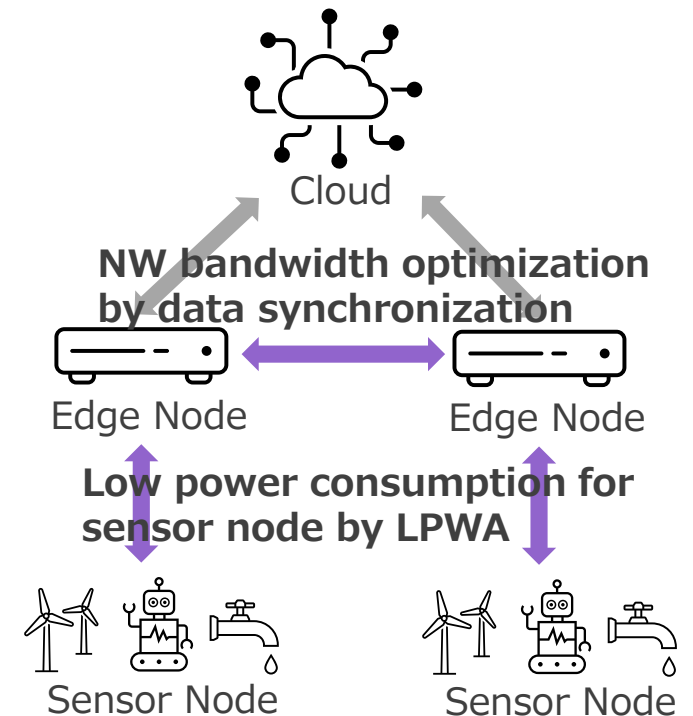 Cloud
NW bandwidth optimization
by data synchronization
Edge Node
Edge Node
Low power consumption for
sensor node by LPWA
Sensor Node
Sensor Node